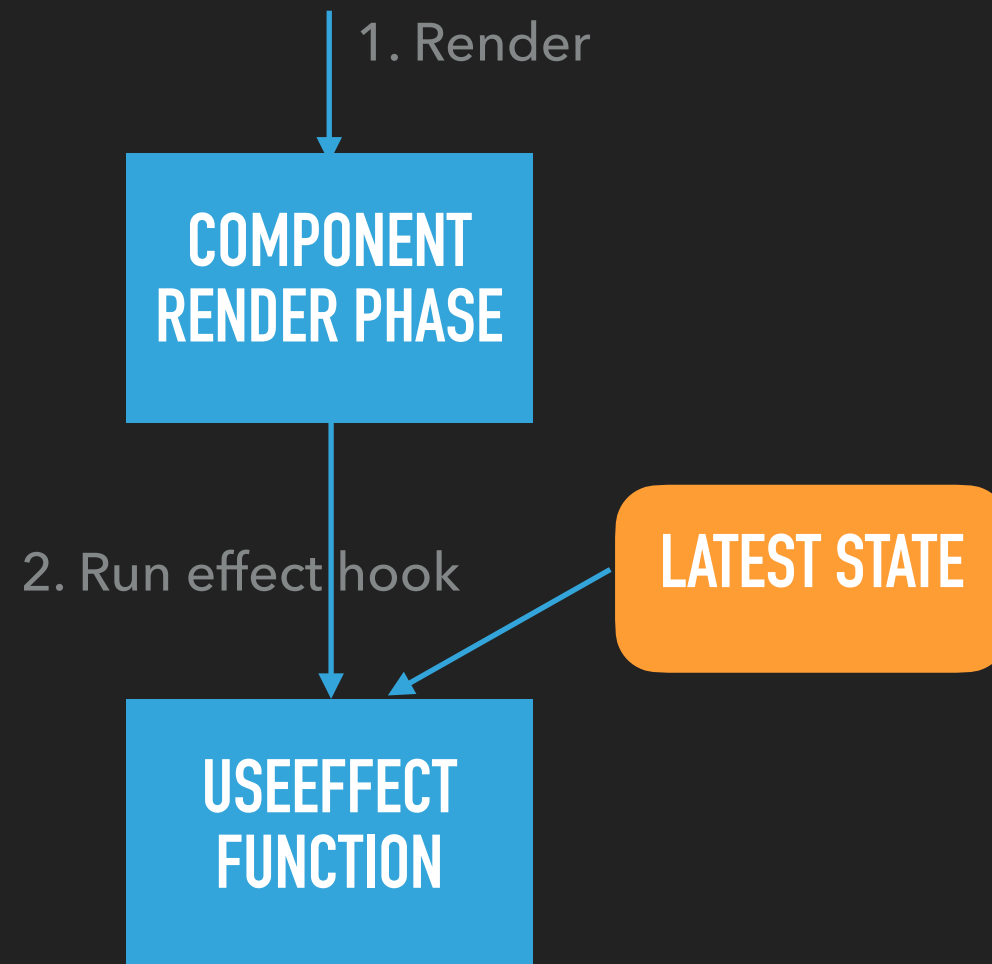 1. Render
COMPONENT
RENDER PHASE
2. Run effect hook
LATEST STATE
USEEFFECT
FUNCTION